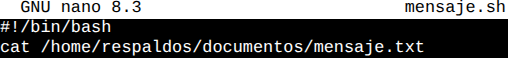 GNU nano 8.3 mensaje.sh
#!/bin/bash
cat /home/respaldos/documentos/mensaje.txt